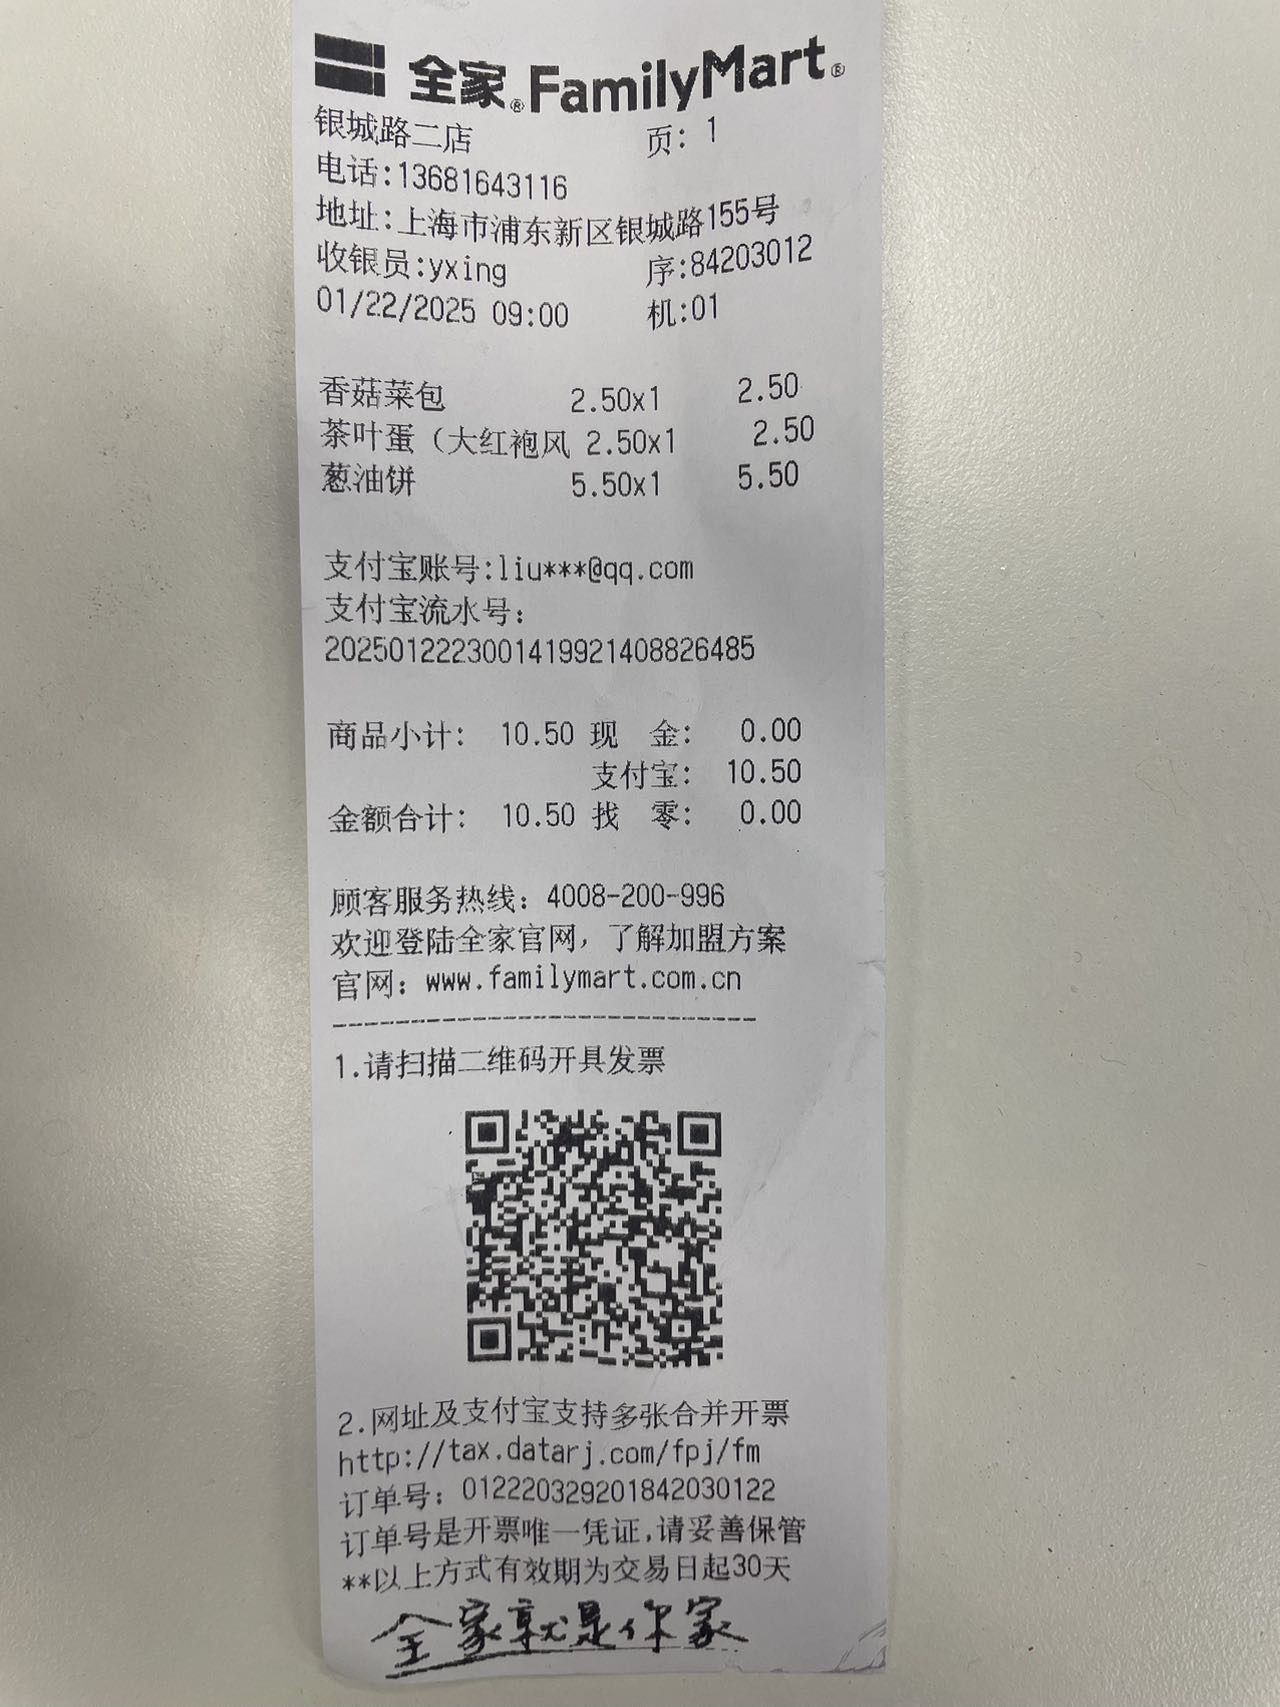 全家® FamilyMart®
银城路二店 页: 1
电话:13681643116
地址:上海市浦东新区银城路155号
收银员:yxing 序:84203012
01/22/2025 09:00 机:01
香菇菜包 2.50x1 2.50
茶叶蛋（大红袍风 2.50x1 2.50
葱油饼 5.50x1 5.50
支付宝账号:liu***@qq.com
支付宝流水号:
2025012223001419921408826485
商品小计: 10.50 现 金: 0.00
支付宝: 10.50
金额合计: 10.50 找 零: 0.00
顾客服务热线: 4008-200-996
欢迎登陆全家官网, 了解加盟方案
官网: www.familymart.com.cn
1.请扫描二维码开具发票
2.网址及支付宝支持多张合并开票
http://tax.datarj.com/fpj/fm
订单号: 012220329201842030122
订单号是开票唯一凭证,请妥善保管
**以上方式有效期为交易日起30天
全家就是你家